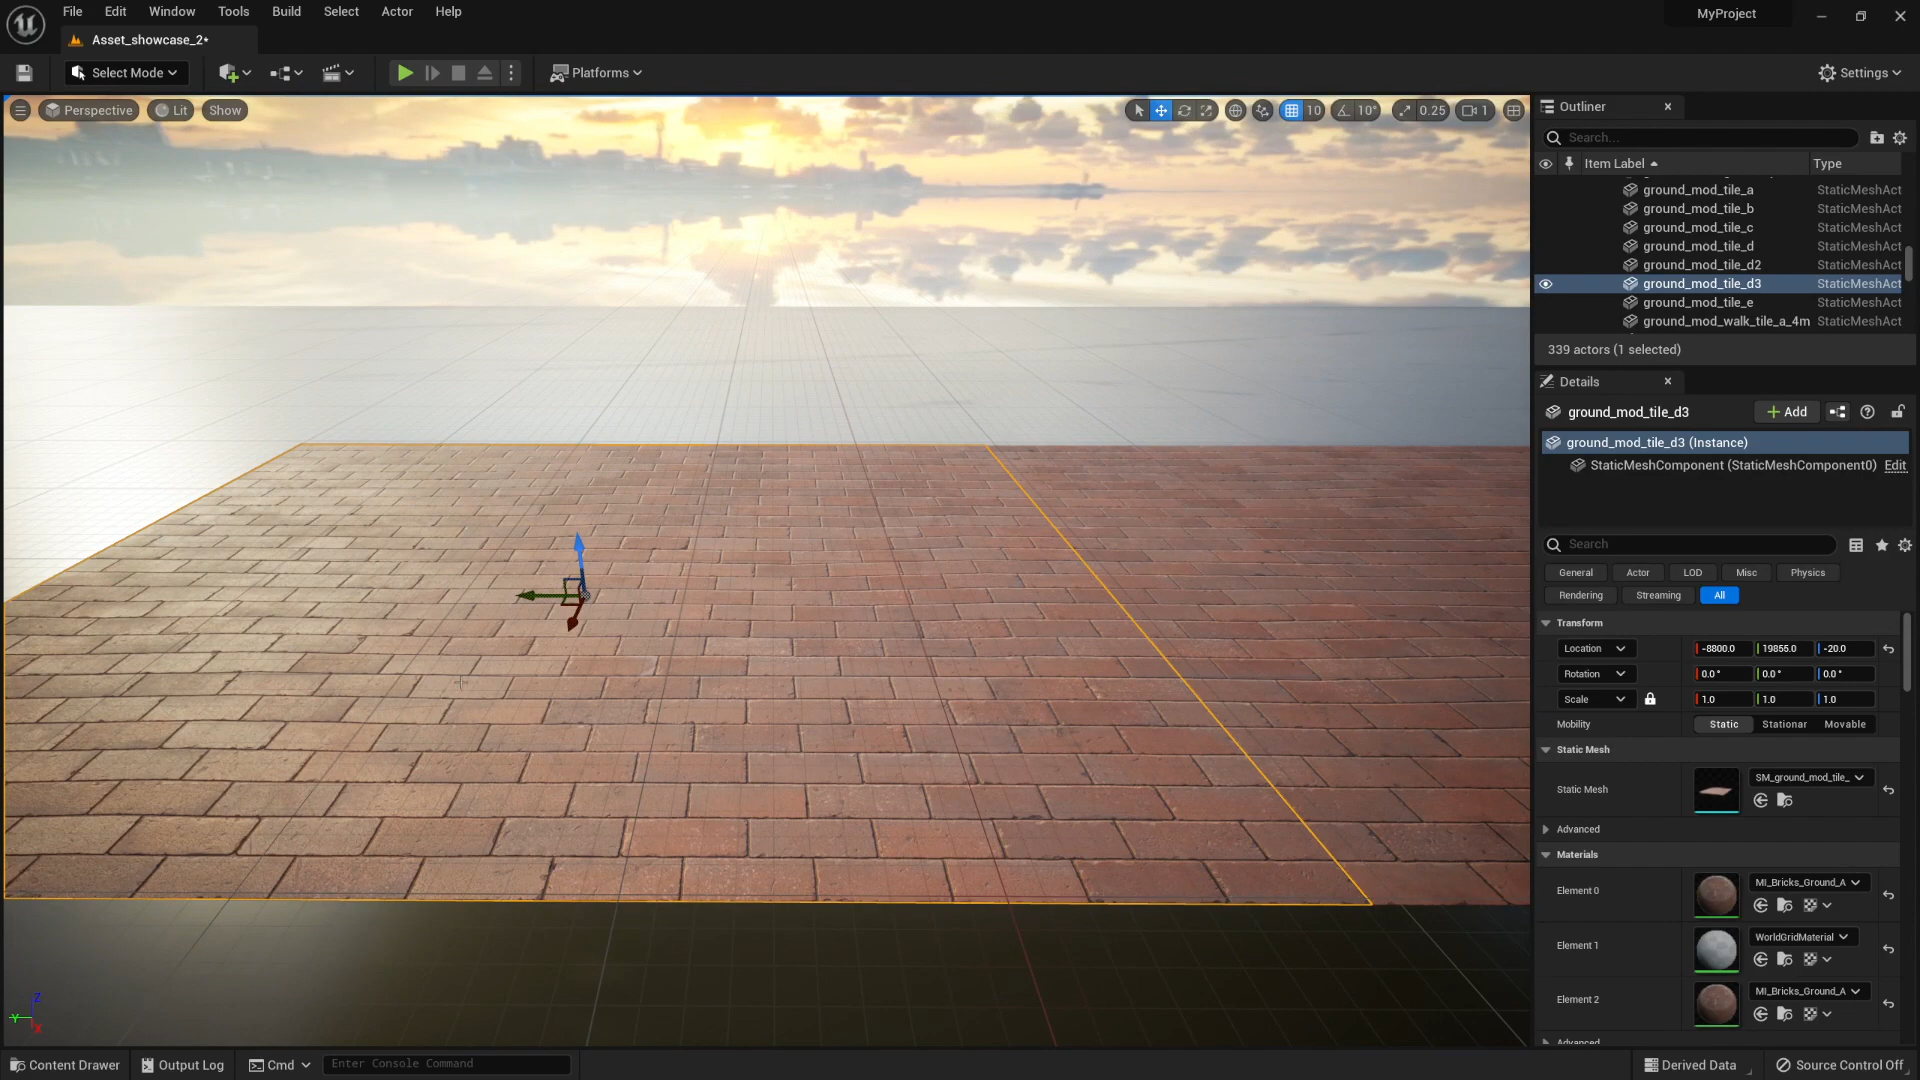 File Edit Window Tools Build Select Actor Help MyProject
Asset_showcase_2*
Select Mode Platforms Settings
Perspective Lit Show 10 10° 0.25 1
Outliner
Search...
Item Label Type
ground_mod_tile_a StaticMeshAct
ground_mod_tile_b StaticMeshAct
ground_mod_tile_c StaticMeshAct
ground_mod_tile_d StaticMeshAct
ground_mod_tile_d2 StaticMeshAct
ground_mod_tile_d3 StaticMeshAct
ground_mod_tile_e StaticMeshAct
ground_mod_walk_tile_a_4m StaticMeshAct
339 actors (1 selected)
Details
ground_mod_tile_d3 Add
ground_mod_tile_d3 (Instance)
StaticMeshComponent (StaticMeshComponent0) Edit
Search
General Actor LOD Misc Physics
Rendering Streaming All
Transform
Location -8800.0 19855.0 -20.0
Rotation 0.0° 0.0° 0.0°
Scale 1.0 1.0 1.0
Mobility Static Stationar Movable
Static Mesh
SM_ground_mod_tile_
Static Mesh
Advanced
Materials
MI_Bricks_Ground_A
Element 0
WorldGridMaterial
Element 1
MI_Bricks_Ground_A
Element 2
Z
Y
X
Content Drawer Output Log Cmd Enter Console Command Derived Data Source Control Off